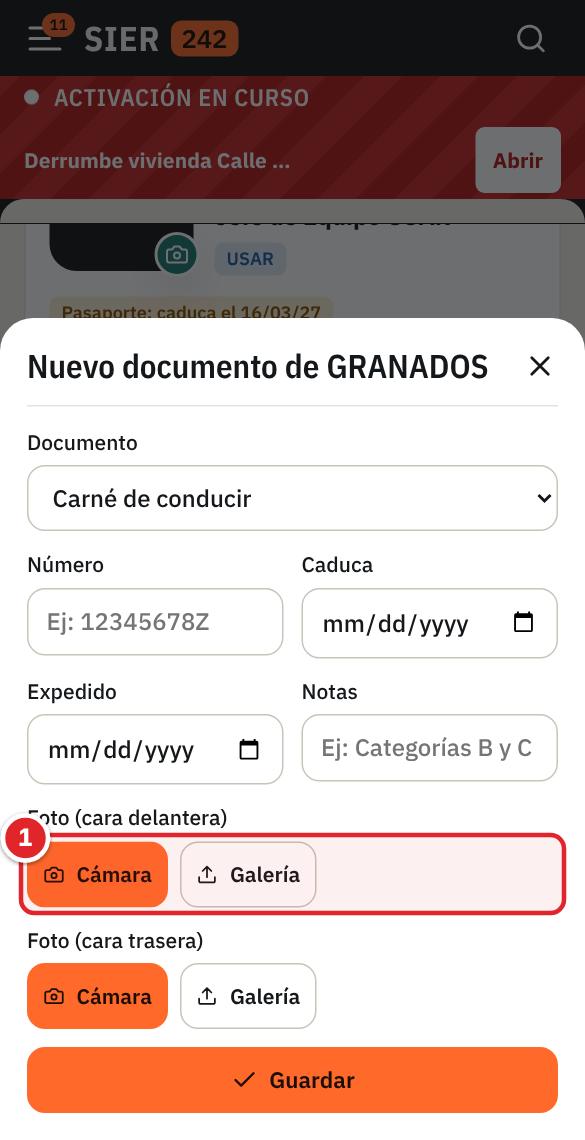 11
SIER 242
ACTIVACIÓN EN CURSO
Derrumbe vivienda Calle ...
Abrir
USAR
Pasaporte: caduca el 16/03/27
Nuevo documento de GRANADOS
Documento
Carné de conducir
Número
Caduca
Ej: 12345678Z
mm/dd/yyyy
Expedido
Notas
mm/dd/yyyy
Ej: Categorías B y C
Foto (cara delantera)
1
Cámara
Galería
Foto (cara trasera)
Cámara
Galería
Guardar